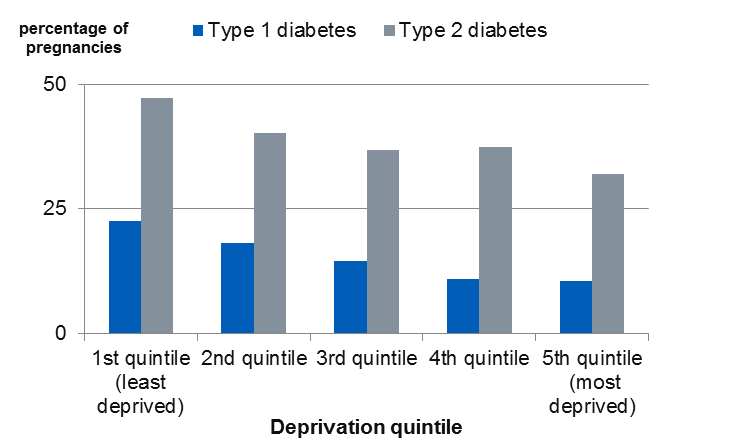 percentage of
pregnancies
Type 1 diabetes
Type 2 diabetes
50
25
0
1st quintile
(least
deprived)
2nd quintile
3rd quintile
4th quintile
5th quintile
(most
deprived)
Deprivation quintile